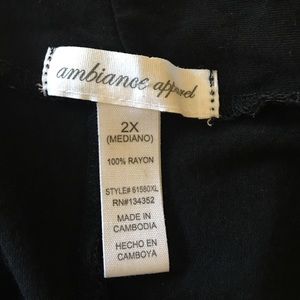 ambiance apparel
2X
(MEDIANO)
100% RAYON
STYLE# 61580XL
RN#134352
MADE IN
CAMBODIA
HECHO EN
CAMBOYA